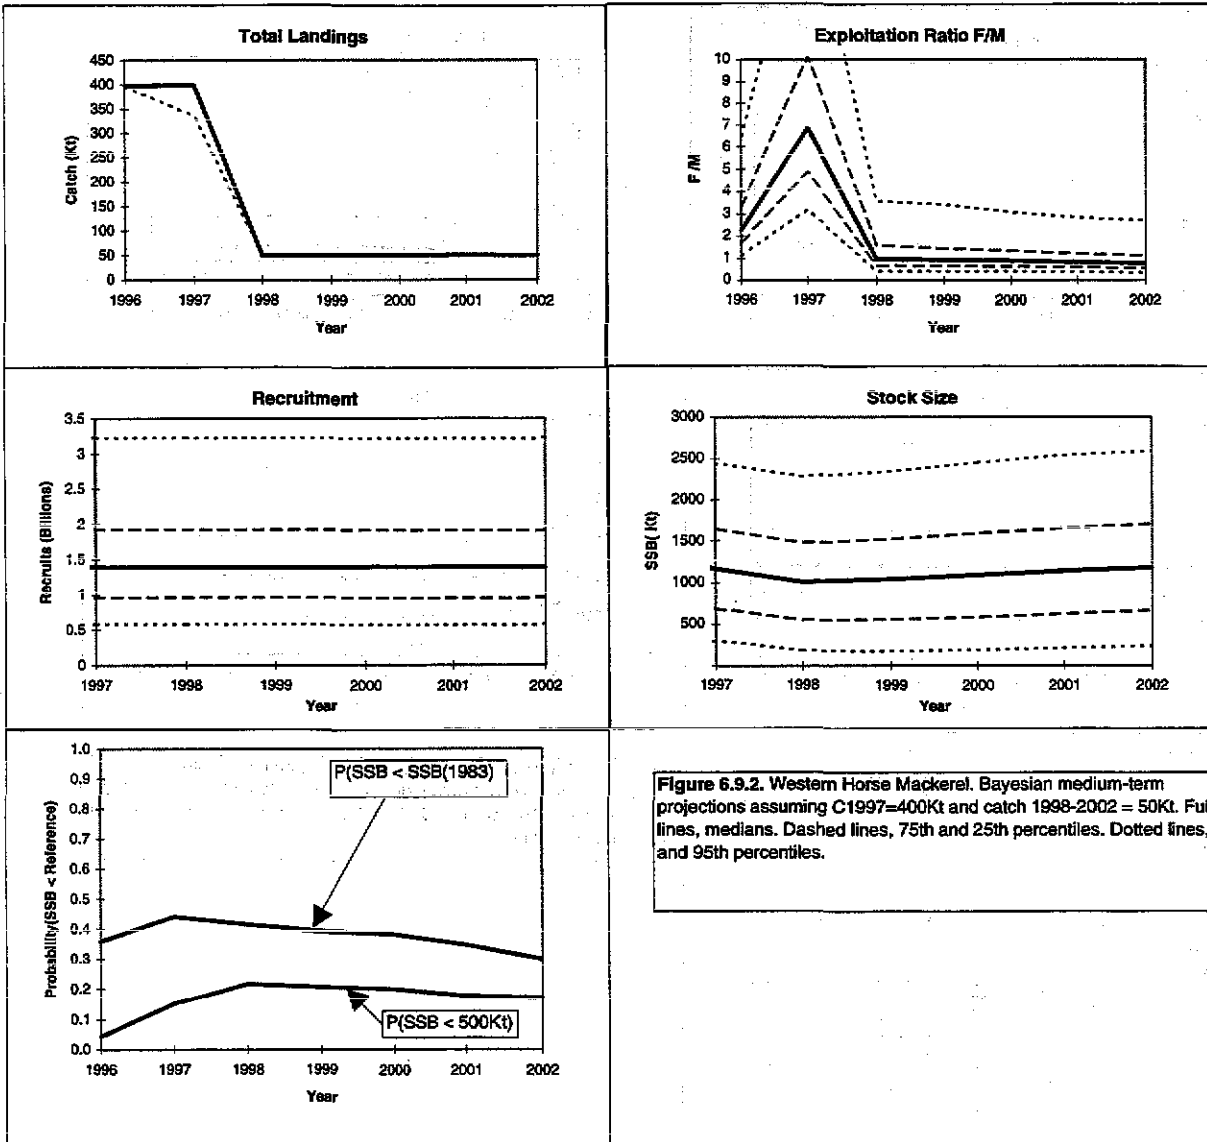 Total Landings
450
400
350
300
250
200
150
100
50
0
Catch (Kt)
1996 1997 1998 1999 2000 2001 2002
Year
Exploitation Ratio F/M
10
9
8
7
6
5
4
3
2
1
0
F /M
1996 1997 1998 1999 2000 2001 2002
Year
Recruitment
3.5
3
2.5
2
1.5
1
0.5
0
Recruits (Billions)
1997 1998 1999 2000 2001 2002
Year
Stock Size
3000
2500
2000
1500
1000
500
SSB( Kt)
1997 1998 1999 2000 2001 2002
Year
1.0
0.9
0.8
0.7
0.6
0.5
0.4
0.3
0.2
0.1
0.0
Probability(SSB < Reference)
P(SSB < SSB(1983)
P(SSB < 500Kt)
1996 1997 1998 1999 2000 2001 2002
Year
Figure 6.9.2. Western Horse Mackerel. Bayesian medium-term
projections assuming C1997=400Kt and catch 1998-2002 = 50Kt.
lines, medians. Dashed lines, 75th and 25th percentiles. Dotted lines,
and 95th percentiles.